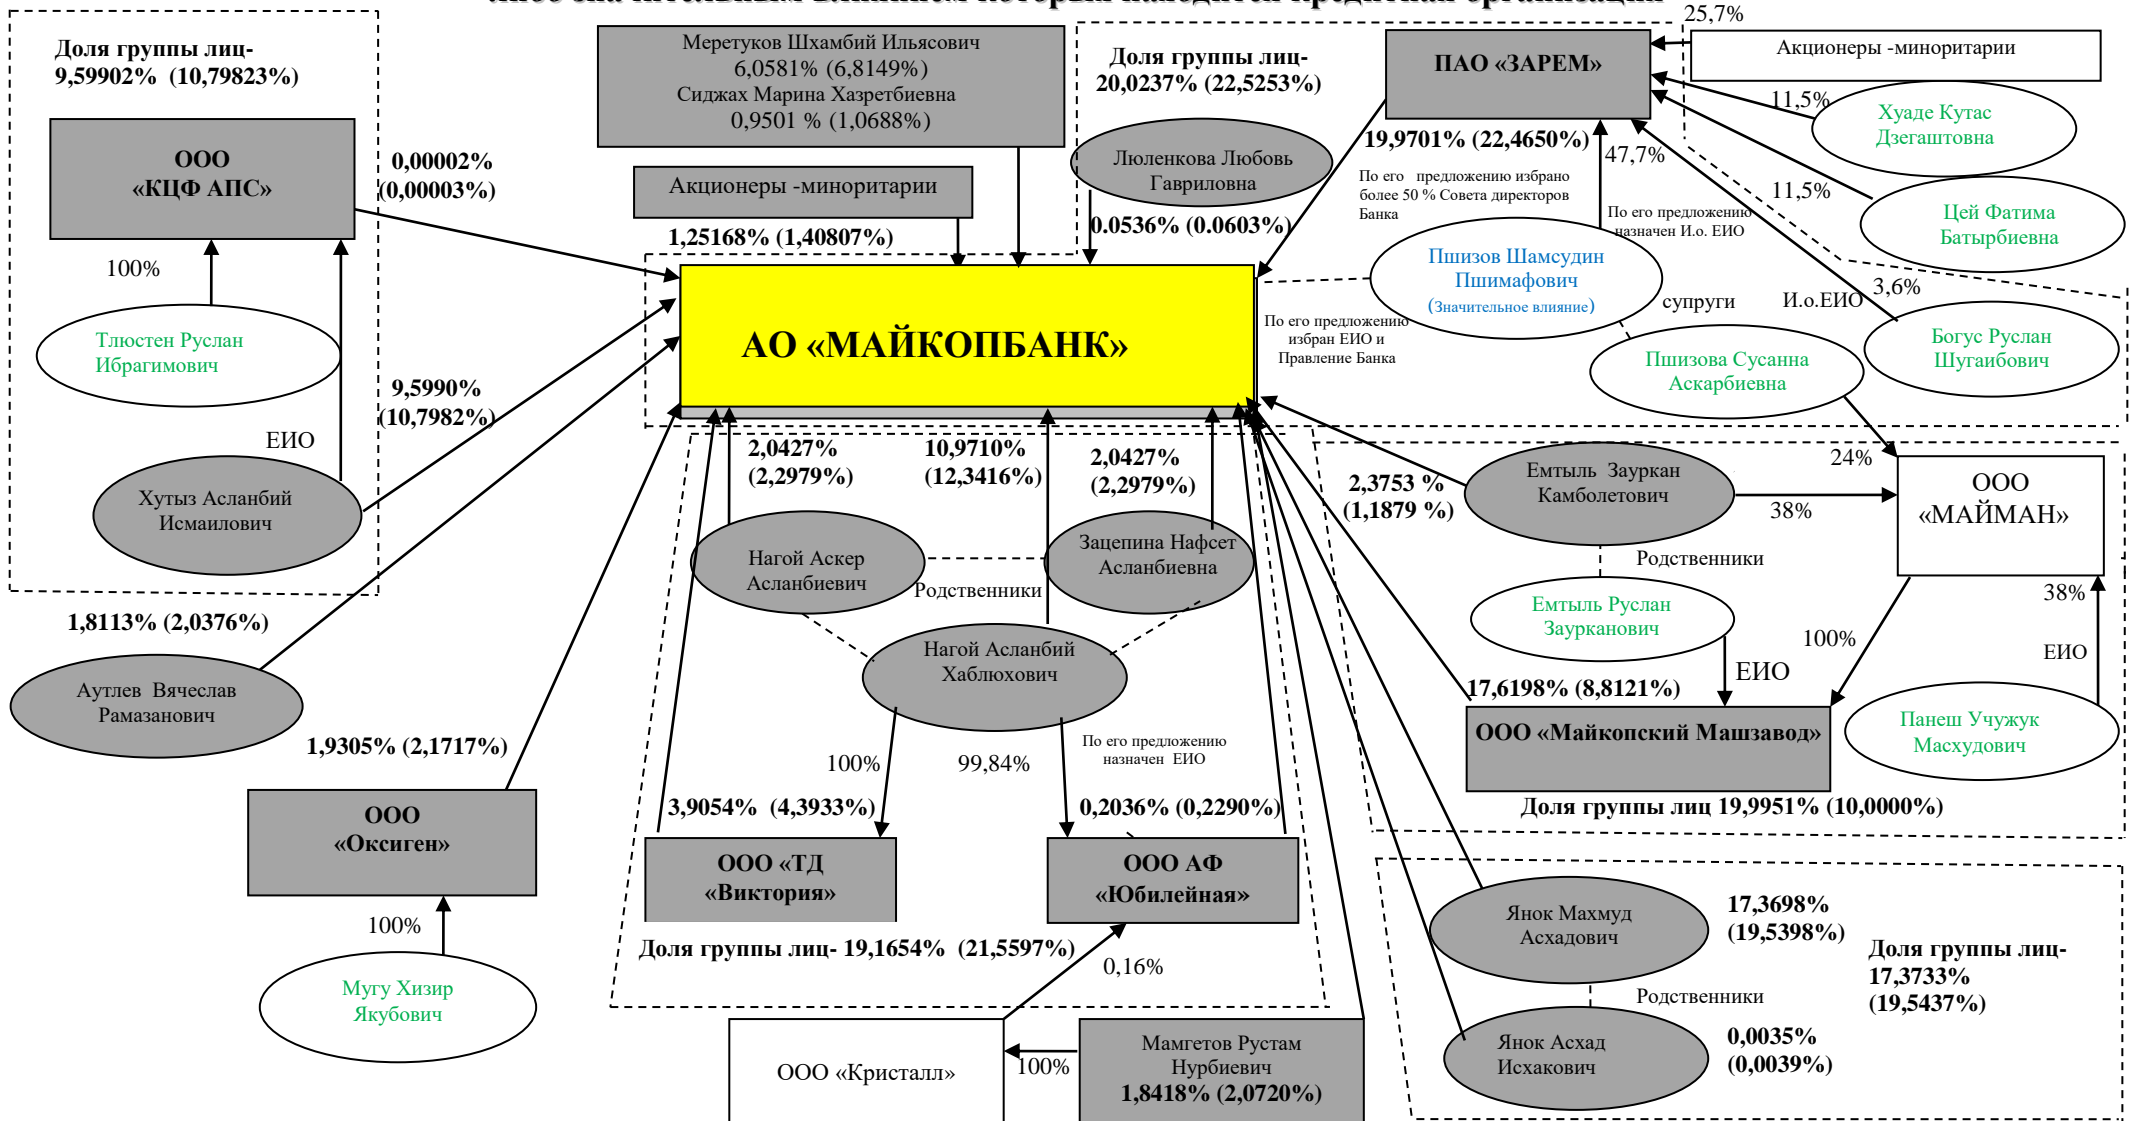 либо значительным влиянием которых находится кредитная организация
Доля группы лиц-
9,59902% (10,79823%)
ООО
«КЦФ АПС»
0,00002%
(0,00003%)
100%
Тлюстен Руслан
Ибрагимович
ЕИО
Хутыз Асланбий
Исмаилович
9,5990%
(10,7982%)
1,8113% (2,0376%)
Аутлев Вячеслав
Рамазанович
1,9305% (2,1717%)
ООО
«Оксиген»
100%
Мугу Хизир
Якубович
Меретуков Шхамбий Ильясович
6,0581% (6,8149%)
Сиджах Марина Хазретбиевна
0,9501 % (1,0688%)
Акционеры -миноритарии
1,25168% (1,40807%)
Доля группы лиц-
20,0237% (22,5253%)
Люленкова Любовь
Гавриловна
0.0536% (0.0603%)
АО «МАЙКОПБАНК»
ПАО «ЗАРЕМ»
19,9701% (22,4650%)
По его предложению избрано
более 50 % Совета директоров
Банка
47,7%
По его предложению
назначен И.о. ЕИО
25,7%
Акционеры -миноритарии
11,5%
Хуаде Кутас
Дзегаштовна
11,5%
Цей Фатима
Батырбиевна
Пшизов Шамсудин
Пшимафович
(Значительное влияние)
По его предложению
избран ЕИО и
Правление Банка
супруги
И.о.ЕИО
3,6%
Богус Руслан
Шугаибович
Пшизова Сусанна
Аскарбиевна
2,0427%
(2,2979%)
10,9710%
(12,3416%)
2,0427%
(2,2979%)
Нагой Аскер
Асланбиевич
Зацепина Нафсет
Асланбиевна
Родственники
Нагой Асланбий
Хаблюхович
100%
99,84%
По его предложению
назначен ЕИО
3,9054% (4,3933%)
0,2036% (0,2290%)
ООО «ТД
«Виктория»
ООО АФ
«Юбилейная»
Доля группы лиц- 19,1654% (21,5597%)
0,16%
ООО «Кристалл»
100%
Мамгетов Рустам
Нурбиевич
1,8418% (2,0720%)
2,3753 %
(1,1879 %)
Емтыль Зауркан
Камболетович
38%
24%
ООО
«МАЙМАН»
Родственники
Емтыль Руслан
Заурканович
100%
38%
ЕИО
ЕИО
17,6198% (8,8121%)
ООО «Майкопский Машзавод»
Панеш Учужук
Масхудович
Доля группы лиц 19,9951% (10,0000%)
Янок Махмуд
Асхадович
17,3698%
(19,5398%)
Доля группы лиц-
17,3733%
(19,5437%)
Родственники
Янок Асхад
Исхакович
0,0035%
(0,0039%)